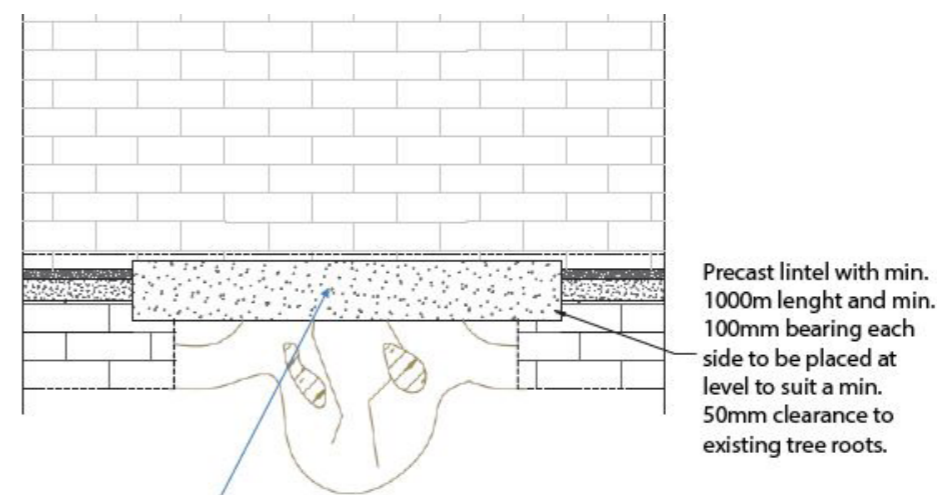 Precast lintel with min.
1000m lenght and min.
100mm bearing each
side to be placed at
level to suit a min.
50mm clearance to
existing tree roots.